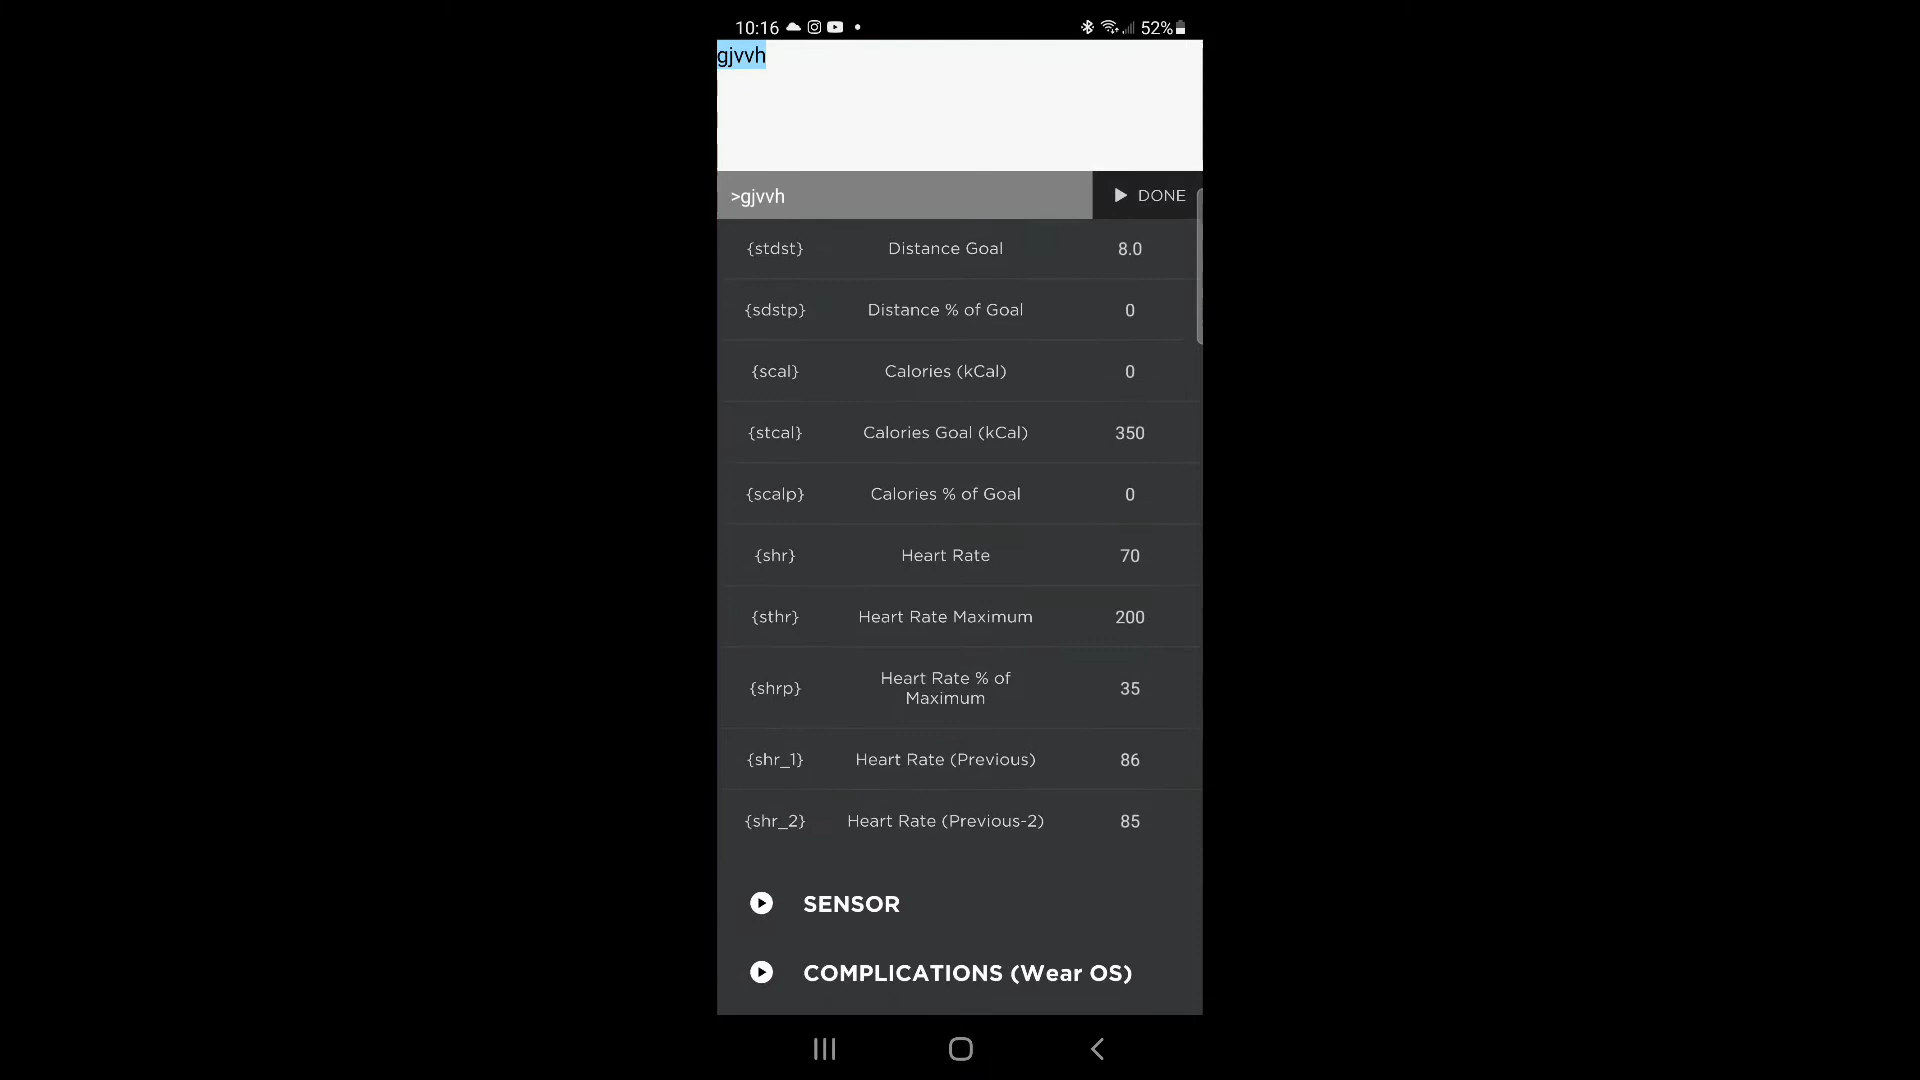 10:16 52%
gjvvh
>gjvvh DONE
{stdst} Distance Goal 8.0
{sdstp} Distance % of Goal 0
{scal} Calories (kCal) 0
{stcal} Calories Goal (kCal) 350
{scalp} Calories % of Goal 0
{shr} Heart Rate 70
{sthr} Heart Rate Maximum 200
{shrp} Heart Rate % of
Maximum 35
{shr_1} Heart Rate (Previous) 86
{shr_2} Heart Rate (Previous-2) 85
SENSOR
COMPLICATIONS (Wear OS)